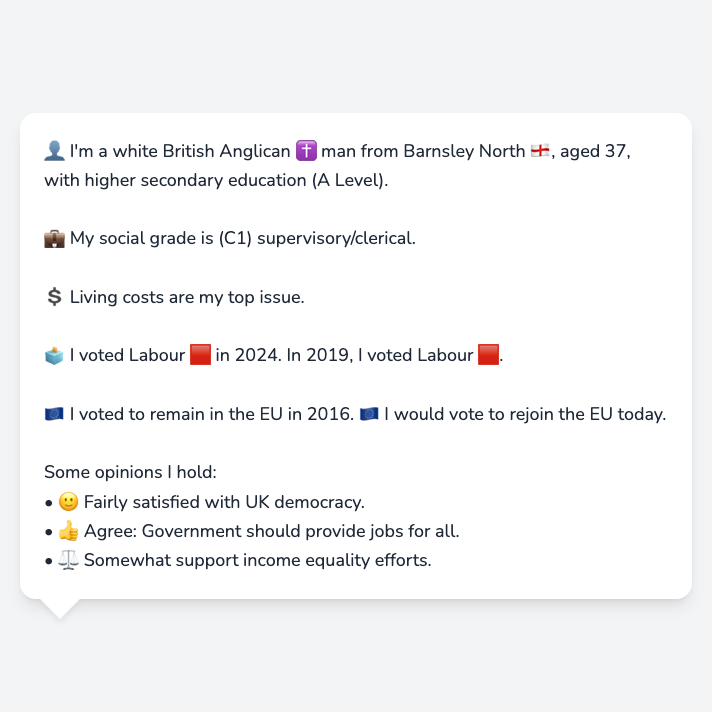 👤 I'm a white British Anglican ✝️ man from Barnsley North 🏴󠁧󠁢󠁥󠁮󠁧󠁿, aged 37,
with higher secondary education (A Level).
💼 My social grade is (C1) supervisory/clerical.
💲 Living costs are my top issue.
🗳️ I voted Labour 🟥 in 2024. In 2019, I voted Labour 🟥.
🇪🇺 I voted to remain in the EU in 2016. 🇪🇺 I would vote to rejoin the EU today.
Some opinions I hold:
• 🙂 Fairly satisfied with UK democracy.
• 👍 Agree: Government should provide jobs for all.
• ⚖️ Somewhat support income equality efforts.